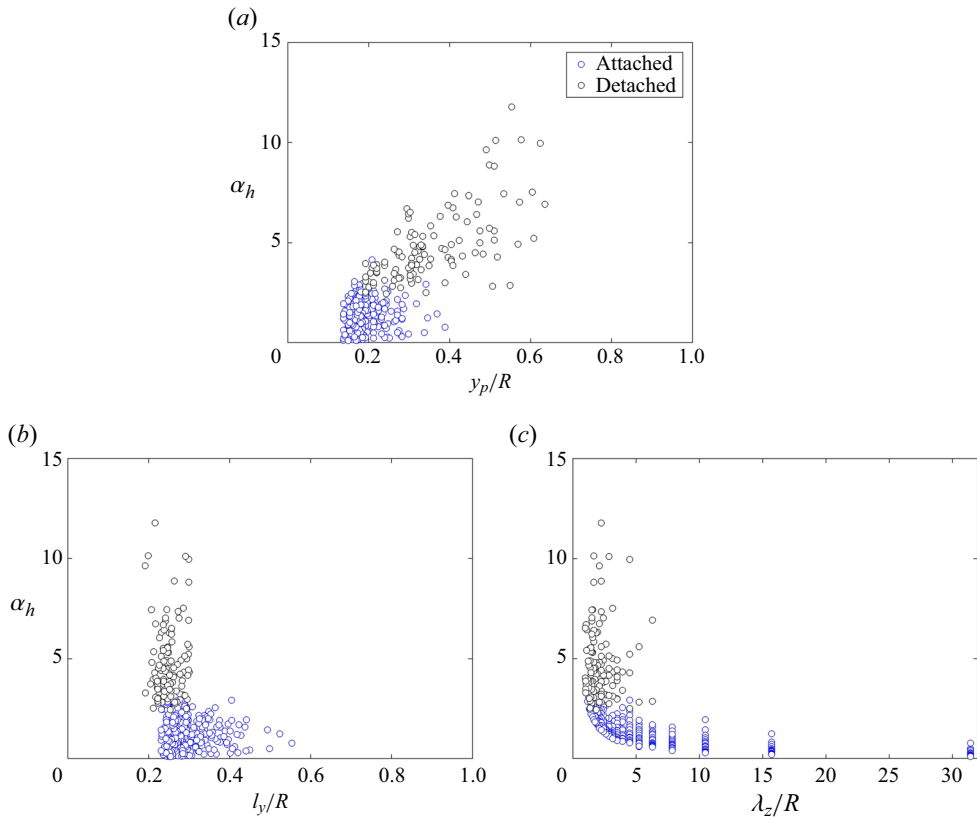 (a)
15
Attached
Detached
10
α_h
5
0 0.2 0.4 0.6 0.8 1.0
y_p/R
(b) (c)
15 15
10 10
α_h
5 5
0 0.2 0.4 0.6 0.8 1.0 0 5 10 15 20 25 30
l_y/R λ_z/R